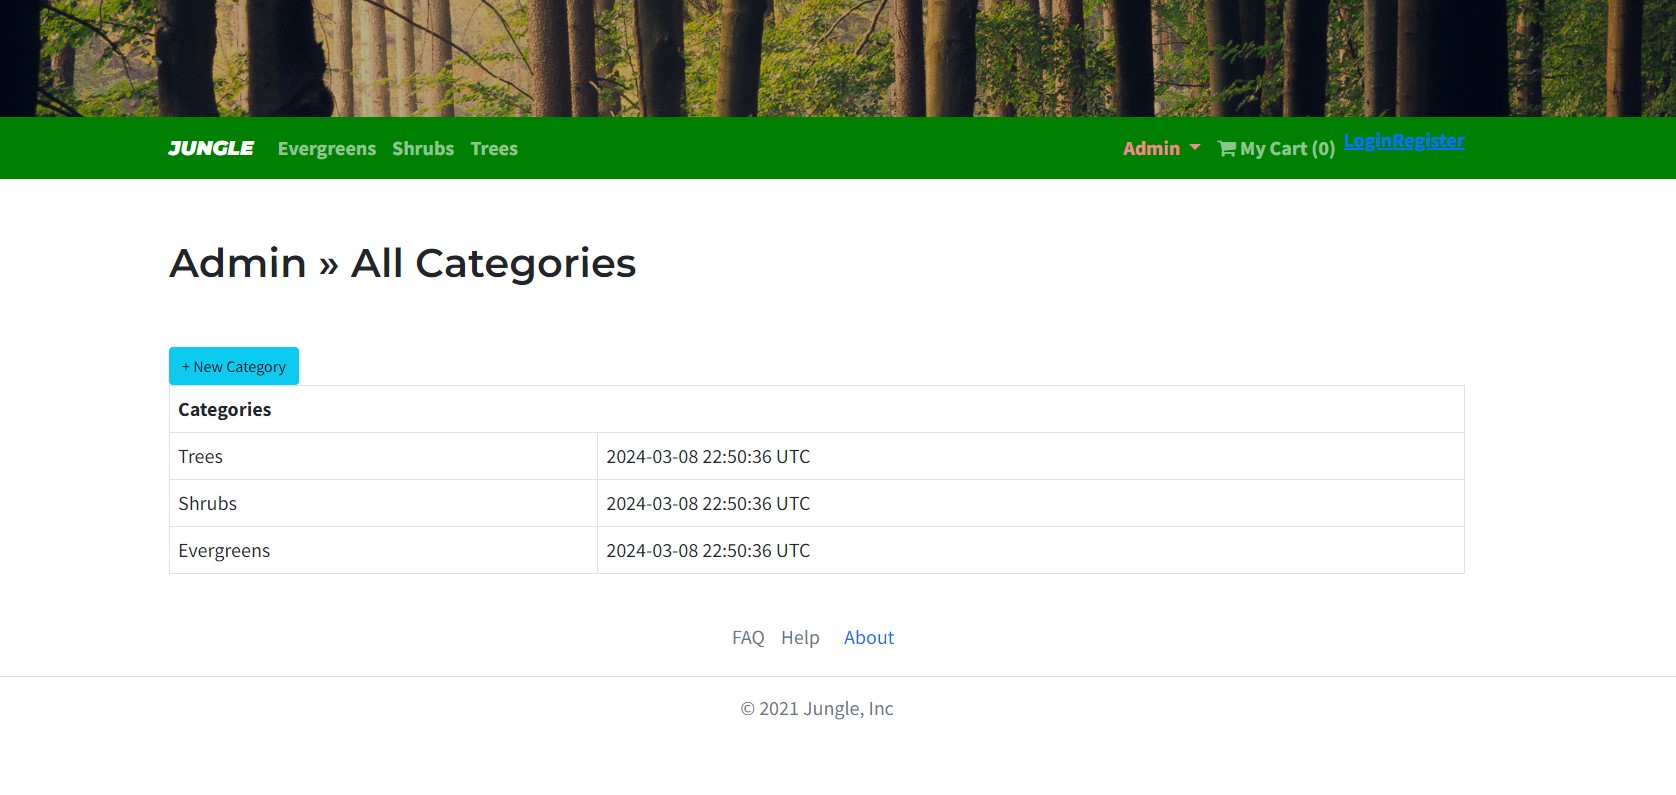 JUNGLE Evergreens Shrubs Trees Admin My Cart (0) LoginRegister
Admin » All Categories
+ New Category
Categories
Trees 2024-03-08 22:50:36 UTC
Shrubs 2024-03-08 22:50:36 UTC
Evergreens 2024-03-08 22:50:36 UTC
FAQ Help About
© 2021 Jungle, Inc